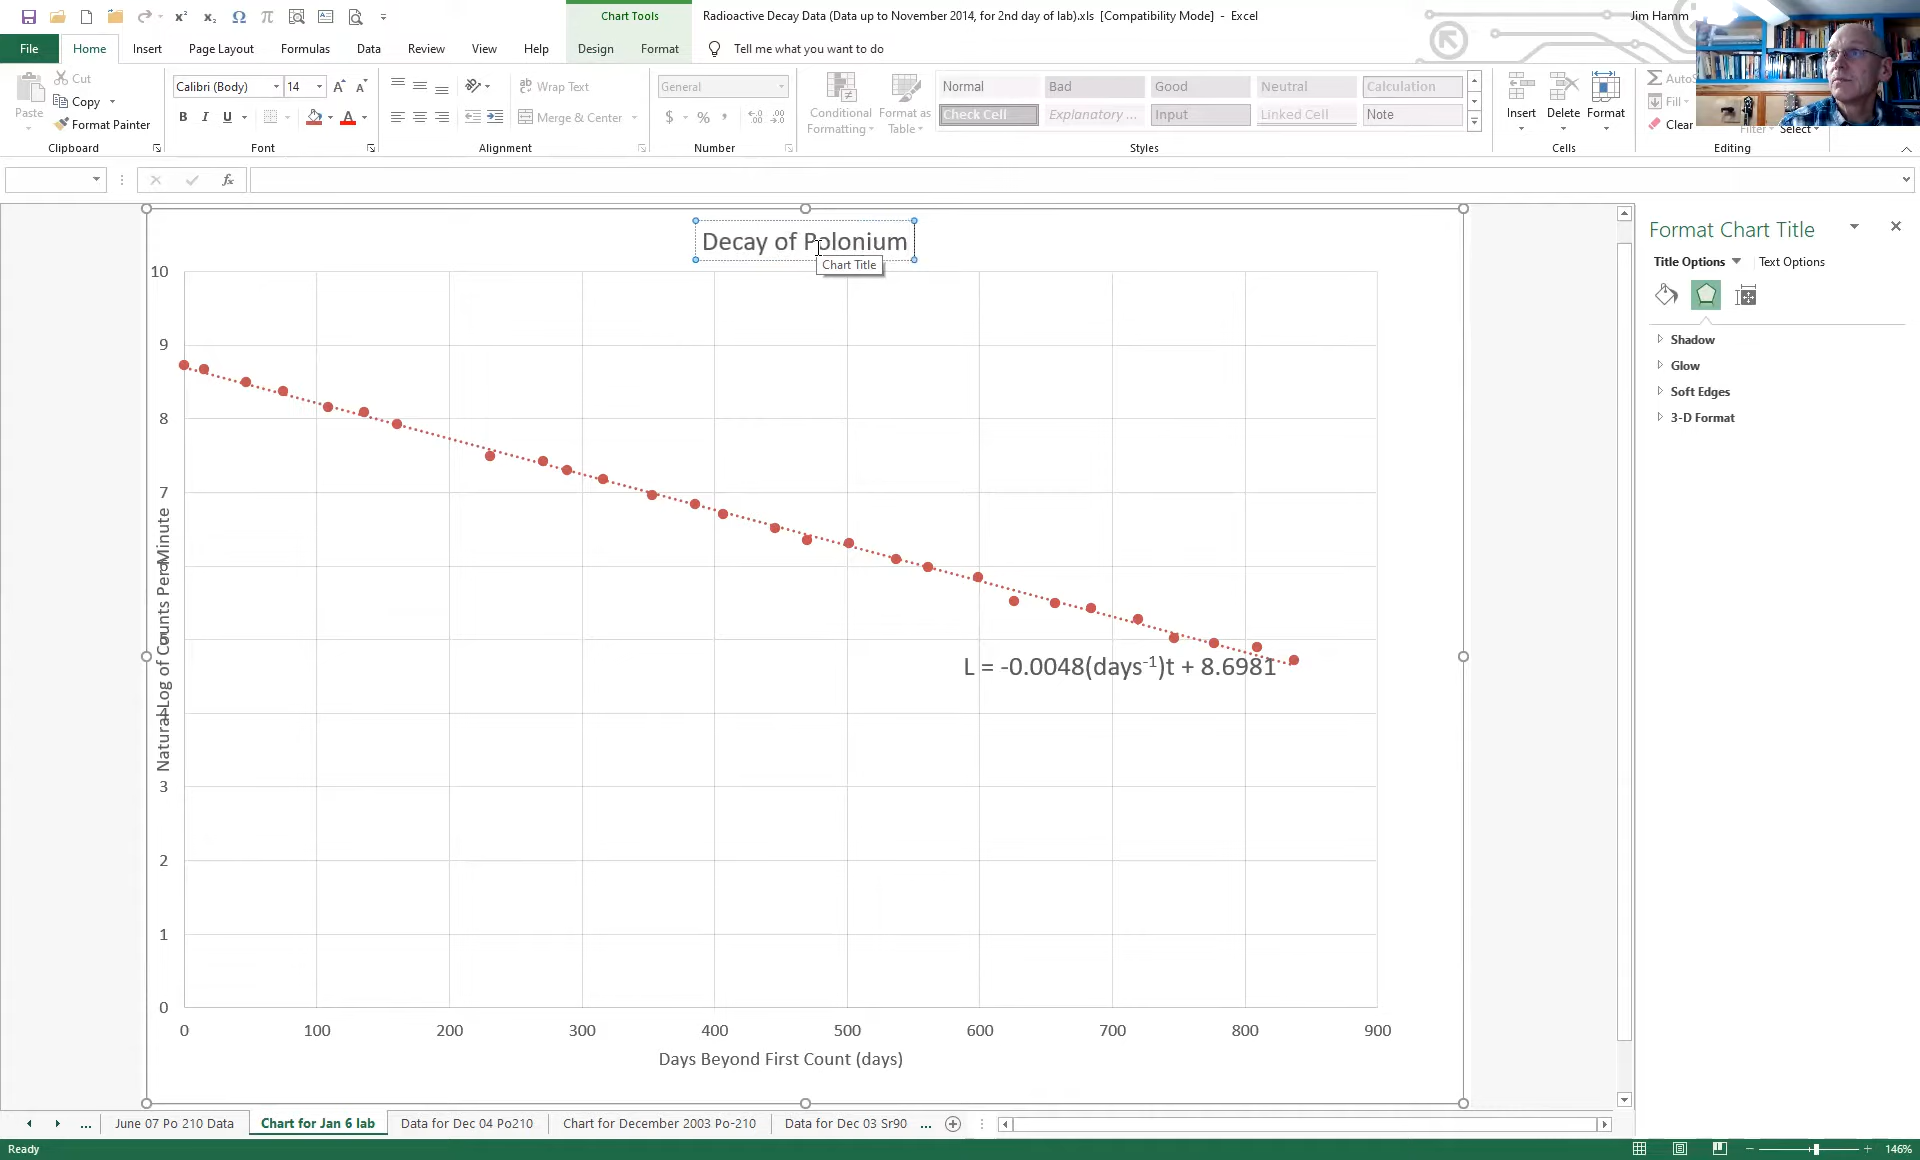 Chart Tools
Radioactive Decay Data (Data up to November 2014, for 2nd day of lab).xls [Compatibility Mode] - Excel
Jim Hamm
File Home Insert Page Layout Formulas Data Review View Help Design Format Tell me what you want to do
Cut
Copy
Format Painter
Paste
Clipboard
Calibri (Body) 14
B I U
Font
Wrap Text
Merge & Center
Alignment
General
$ % ,
Number
Conditional Formatting
Format as Table
Normal Bad Good Neutral Calculation
Check Cell Explanatory ... Input Linked Cell Note
Styles
Insert Delete Format
Cells
AutoS
Fill
Clear
Filter Select
Editing
fx
Decay of Polonium
Chart Title
10
9
8
7
6
5
4
3
2
1
0
Natural Log of Counts Per Minute
L = -0.0048(days⁻¹)t + 8.6981
0 100 200 300 400 500 600 700 800 900
Days Beyond First Count (days)
Format Chart Title
Title Options Text Options
Shadow
Glow
Soft Edges
3-D Format
... June 07 Po 210 Data Chart for Jan 6 lab Data for Dec 04 Po210 Chart for December 2003 Po-210 Data for Dec 03 Sr90 ...
Ready
146%